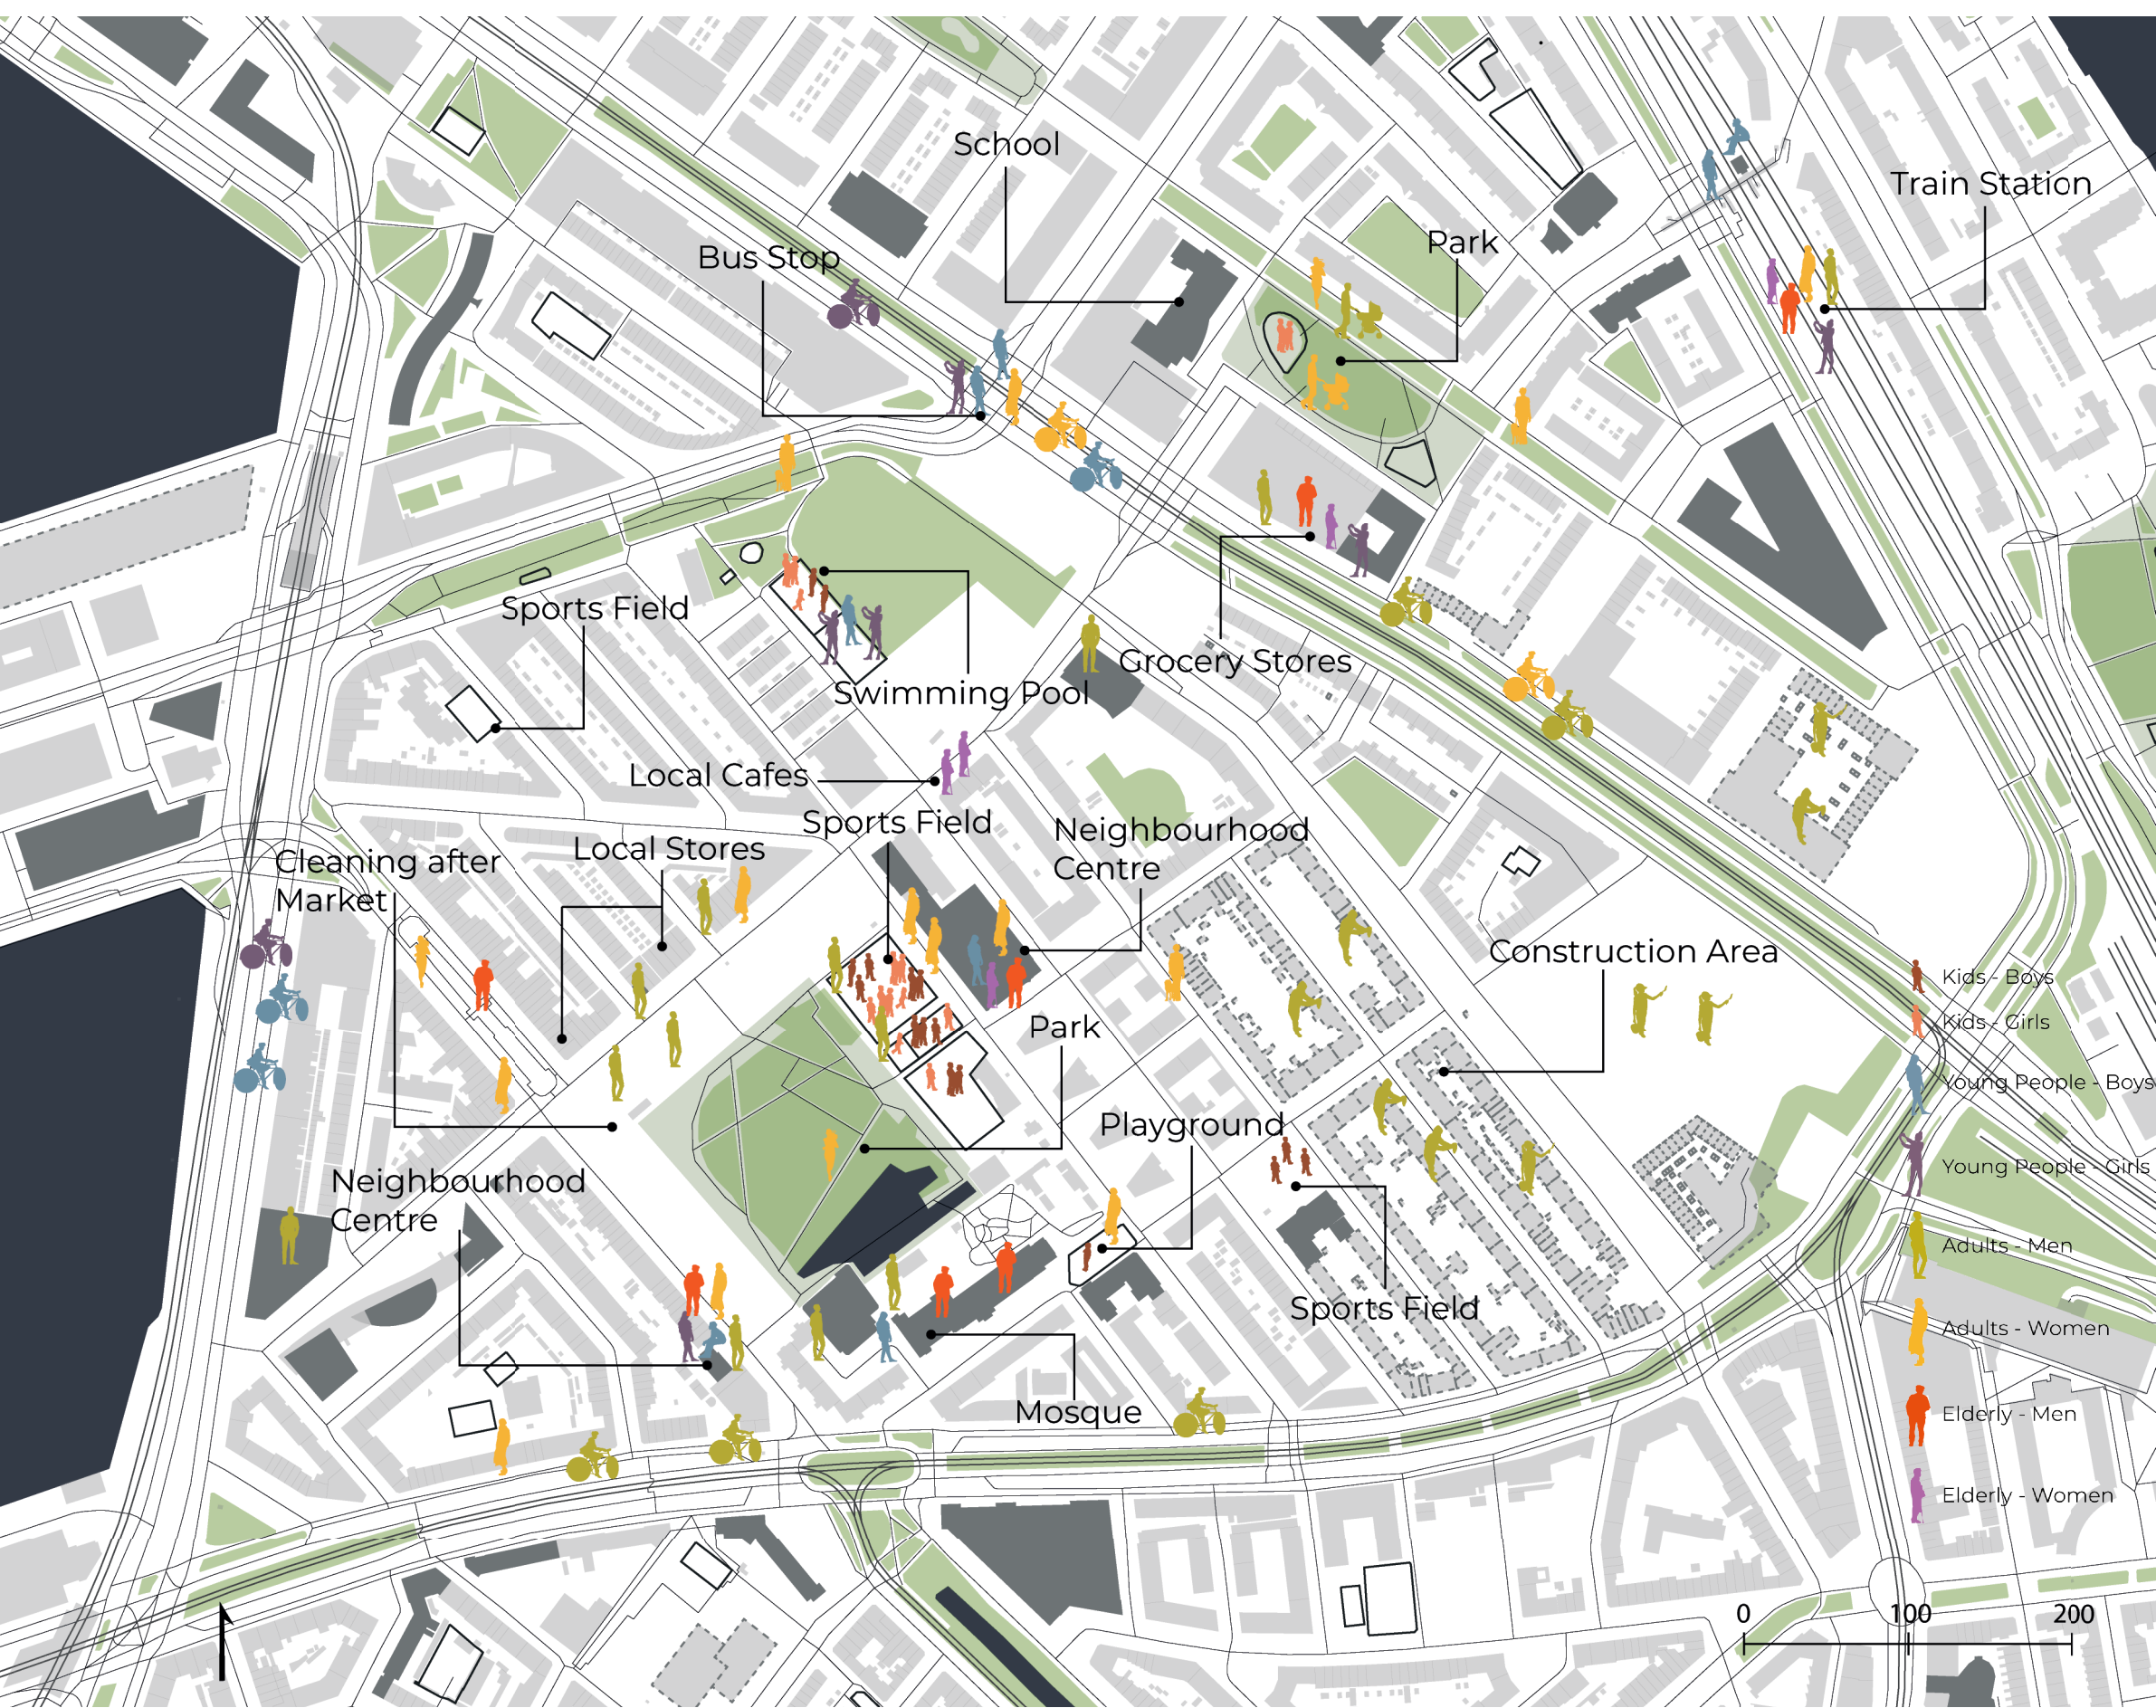 School
Train Station
Park
Bus Stop
Sports Field
Grocery Stores
Swimming Pool
Local Cafes
Sports Field
Neighbourhood
Centre
Local Stores
Cleaning after
Market
Construction Area
Park
Playground
Neighbourhood
Centre
Sports Field
Mosque
Kids - Boys
Kids - Girls
Young People - Boys
Young People - Girls
Adults - Men
Adults - Women
Elderly - Men
Elderly - Women
0 100 200